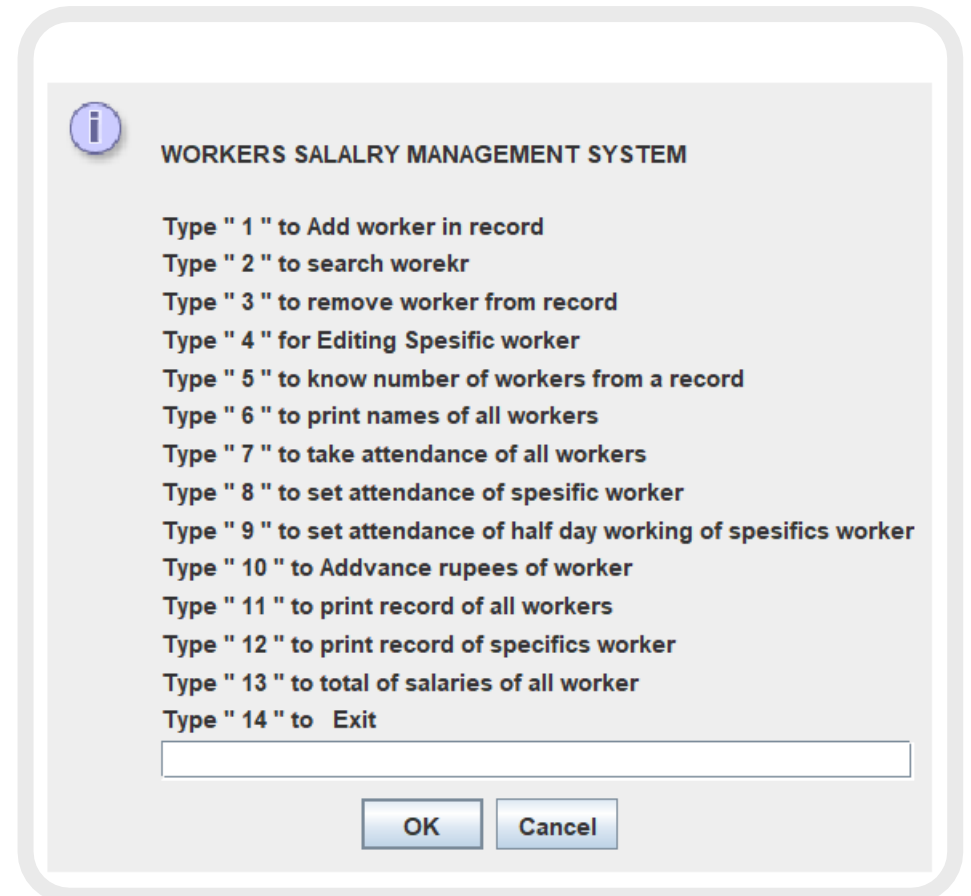 WORKERS SALALRY MANAGEMENT SYSTEM
Type " 1 " to Add worker in record
Type " 2 " to search worekr
Type " 3 " to remove worker from record
Type " 4 " for Editing Spesific worker
Type " 5 " to know number of workers from a record
Type " 6 " to print names of all workers
Type " 7 " to take attendance of all workers
Type " 8 " to set attendance of spesific worker
Type " 9 " to set attendance of half day working of spesifics worker
Type " 10 " to Addvance rupees of worker
Type " 11 " to print record of all workers
Type " 12 " to print record of specifics worker
Type " 13 " to total of salaries of all worker
Type " 14 " to   Exit
OK Cancel